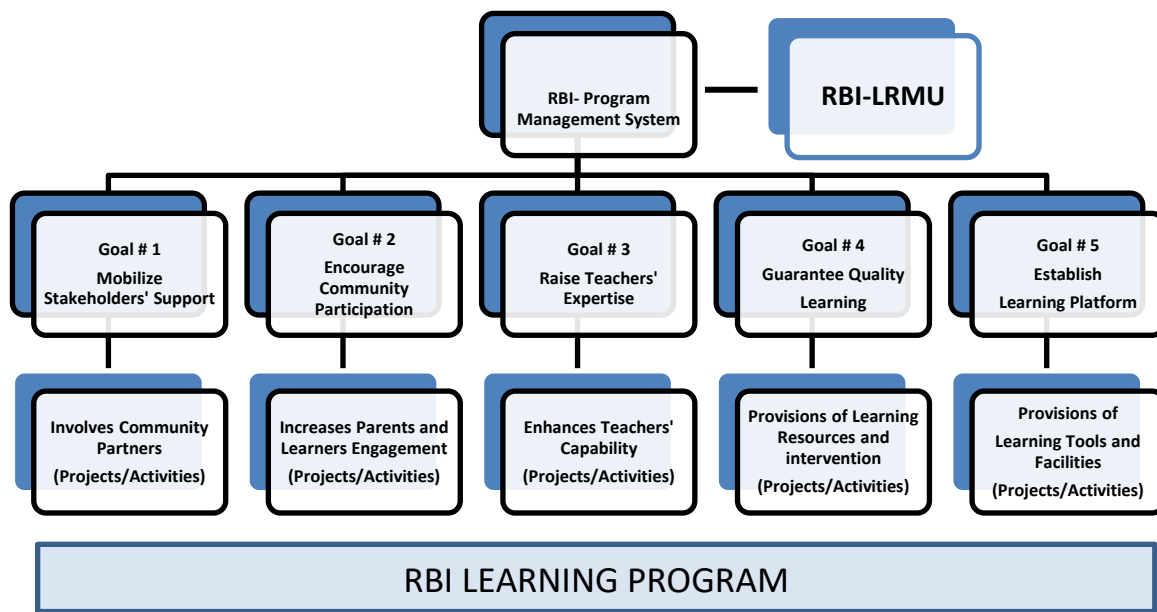 RBI- Program
Management System
RBI-LRMU
Goal # 1
Mobilize
Stakeholders' Support
Goal # 2
Encourage
Community
Participation
Goal # 3
Raise Teachers'
Expertise
Goal # 4
Guarantee Quality
Learning
Goal # 5
Establish
Learning Platform
Involves Community
Partners
(Projects/Activities)
Increases Parents and
Learners Engagement
(Projects/Activities)
Enhances Teachers'
Capability
(Projects/Activities)
Provisions of Learning
Resources and
intervention
(Projects/Activities)
Provisions of
Learning Tools and
Facilities
(Projects/Activities)
RBI LEARNING PROGRAM